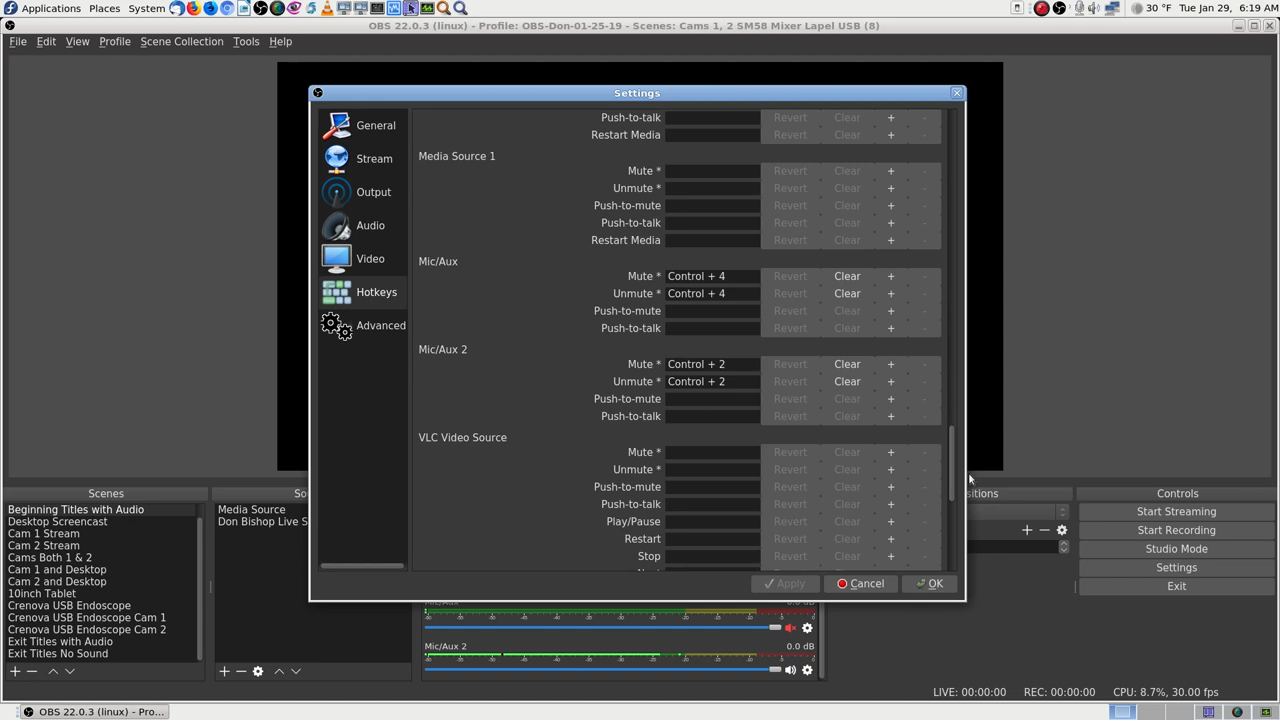 Applications Places System 30 °F Tue Jan 29, 6:19 AM
OBS 22.0.3 (linux) - Profile: OBS-Don-01-25-19 - Scenes: Cams 1, 2 SM58 Mixer Lapel USB (8)
File Edit View Profile Scene Collection Tools Help
Settings
General
Stream
Output
Audio
Video
Hotkeys
Advanced
Push-to-talk Revert Clear + -
Restart Media Revert Clear + -
Media Source 1
Mute * Revert Clear + -
Unmute * Revert Clear + -
Push-to-mute Revert Clear + -
Push-to-talk Revert Clear + -
Restart Media Revert Clear + -
Mic/Aux
Mute * Control + 4 Revert Clear + -
Unmute * Control + 4 Revert Clear + -
Push-to-mute Revert Clear + -
Push-to-talk Revert Clear + -
Mic/Aux 2
Mute * Control + 2 Revert Clear + -
Unmute * Control + 2 Revert Clear + -
Push-to-mute Revert Clear + -
Push-to-talk Revert Clear + -
VLC Video Source
Mute * Revert Clear + -
Unmute * Revert Clear + -
Push-to-mute Revert Clear + -
Push-to-talk Revert Clear + -
Play/Pause Revert Clear + -
Restart Revert Clear + -
Stop Revert Clear + -
Apply Cancel OK
Scenes
Beginning Titles with Audio
Desktop Screencast
Cam 1 Stream
Cam 2 Stream
Cams Both 1 & 2
Cam 1 and Desktop
Cam 2 and Desktop
10inch Tablet
Crenova USB Endoscope
Crenova USB Endoscope Cam 1
Crenova USB Endoscope Cam 2
Exit Titles with Audio
Exit Titles No Sound
Sou
Media Source
Don Bishop Live S
Mic/Aux 0.0 dB
Mic/Aux 2 0.0 dB
sitions
Controls
Start Streaming
Start Recording
Studio Mode
Settings
Exit
LIVE: 00:00:00 REC: 00:00:00 CPU: 8.7%, 30.00 fps
OBS 22.0.3 (linux) - Pro...